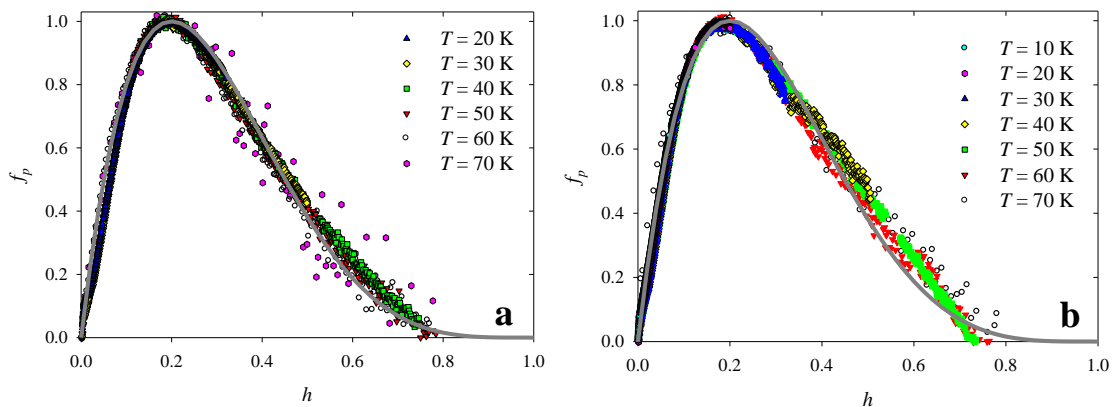 f_p
1.0
0.8
0.6
0.4
0.2
0.0
T = 20 K
T = 30 K
T = 40 K
T = 50 K
T = 60 K
T = 70 K
a
0.0 0.2 0.4 0.6 0.8 1.0
h
f_p
1.0
0.8
0.6
0.4
0.2
0.0
T = 10 K
T = 20 K
T = 30 K
T = 40 K
T = 50 K
T = 60 K
T = 70 K
b
0.0 0.2 0.4 0.6 0.8 1.0
h